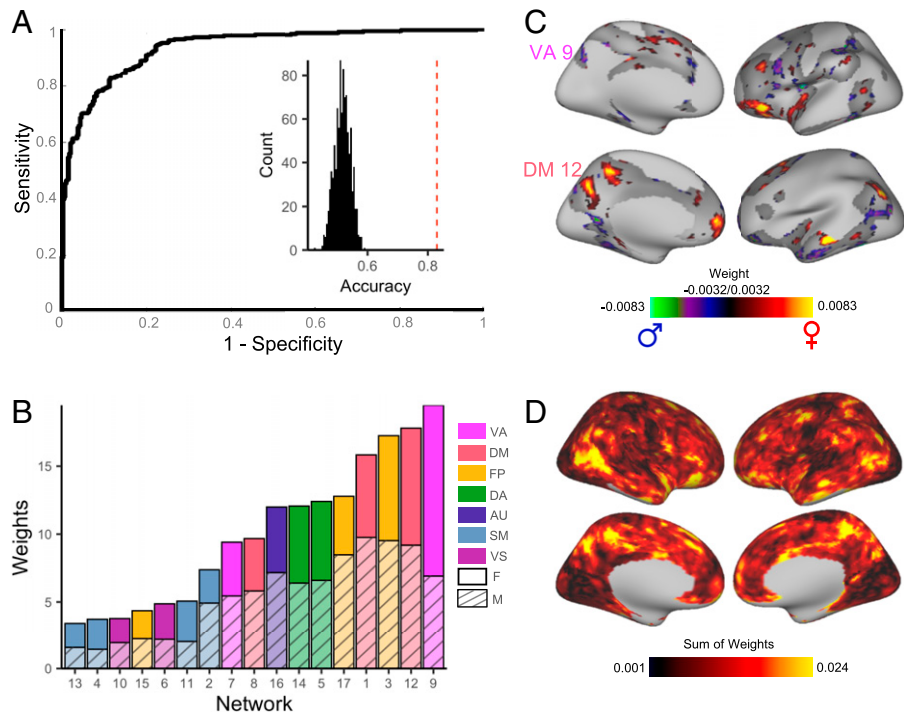 A
1
0.8
0.6
0.4
0.2
0
Sensitivity
0 0.2 0.4 0.6 0.8 1
1 - Specificity
80
60
40
20
0
Count
0.6 0.8
Accuracy
B
15
10
5
0
Weights
13 4 10 15 6 11 2 7 8 16 14 5 17 1 3 12 9
Network
VA
DM
FP
DA
AU
SM
VS
F
M
C
VA 9
DM 12
Weight
-0.0032/0.0032
-0.0083 0.0083
♂ ♀
D
Sum of Weights
0.001 0.024